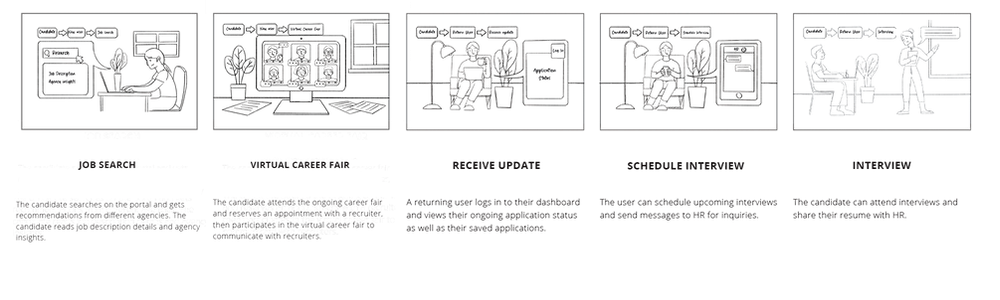 Candidate New user Job search
Research
Job Description
Agency insights
JOB SEARCH
The candidate searches on the portal and gets
recommendations from different agencies. The
candidate reads job description details and agency
insights.
Candidate New user Virtual Career Fair
VIRTUAL CAREER FAIR
The candidate attends the ongoing career fair
and reserves an appointment with a recruiter,
then participates in the virtual career fair to
communicate with recruiters.
Candidate Return User Receive update
Log In
Application
Status
RECEIVE UPDATE
A returning user logs in to their dashboard
and views their ongoing application status
as well as their saved applications.
Candidate Return User
HR
SCHEDULE INTERVIEW
The user can schedule upcoming interviews
and send messages to HR for inquiries.
Candidate Return User Interview
INTERVIEW
The candidate can attend interviews and
share their resume with HR.